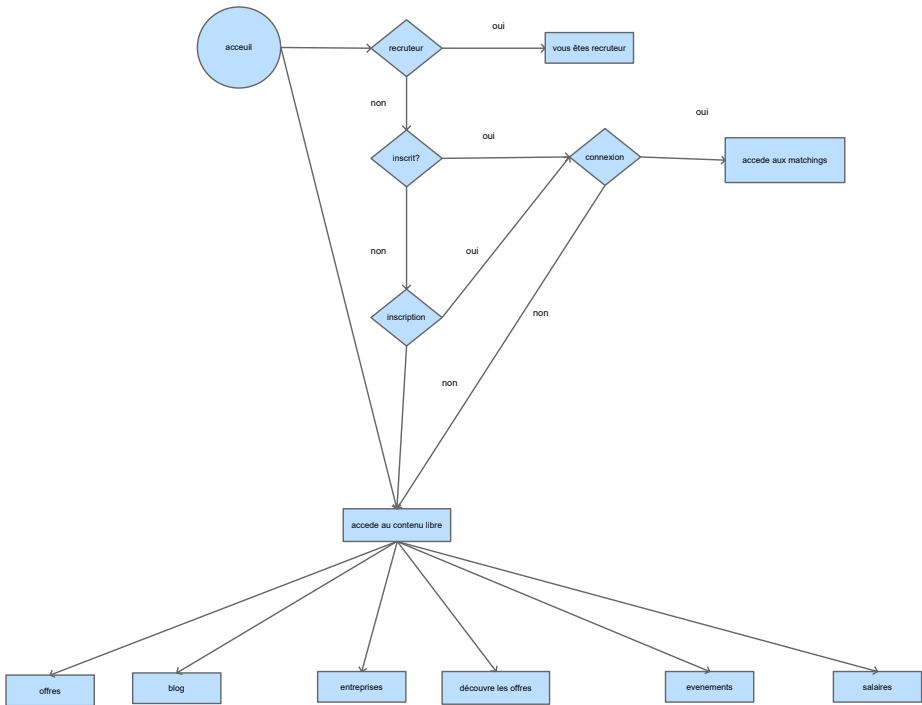 oui
acceuil
recruteur
vous êtes recruteur
non
oui
oui
inscrit?
connexion
accede aux matchings
non
oui
inscription
non
non
accede au contenu libre
offres
blog
entreprises
découvre les offres
evenements
salaires